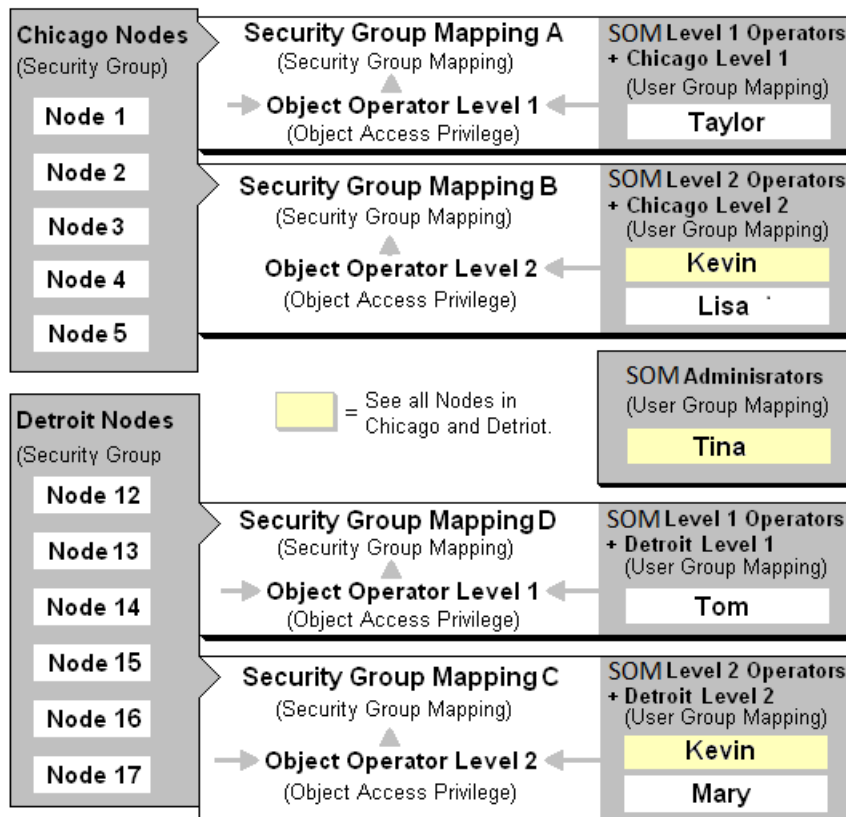 Chicago Nodes
(Security Group)
Node 1
Node 2
Node 3
Node 4
Node 5
Security Group Mapping A
(Security Group Mapping)
Object Operator Level 1
(Object Access Privilege)
SOM Level 1 Operators
+ Chicago Level 1
(User Group Mapping)
Taylor
Security Group Mapping B
(Security Group Mapping)
Object Operator Level 2
(Object Access Privilege)
SOM Level 2 Operators
+ Chicago Level 2
(User Group Mapping)
Kevin
Lisa
= See all Nodes in
Chicago and Detriot.
SOM Adminisrators
(User Group Mapping)
Tina
Detroit Nodes
(Security Group
Node 12
Node 13
Node 14
Node 15
Node 16
Node 17
Security Group Mapping D
(Security Group Mapping)
Object Operator Level 1
(Object Access Privilege)
SOM Level 1 Operators
+ Detroit Level 1
(User Group Mapping)
Tom
Security Group Mapping C
(Security Group Mapping)
Object Operator Level 2
(Object Access Privilege)
SOM Level 2 Operators
+ Detroit Level 2
(User Group Mapping)
Kevin
Mary